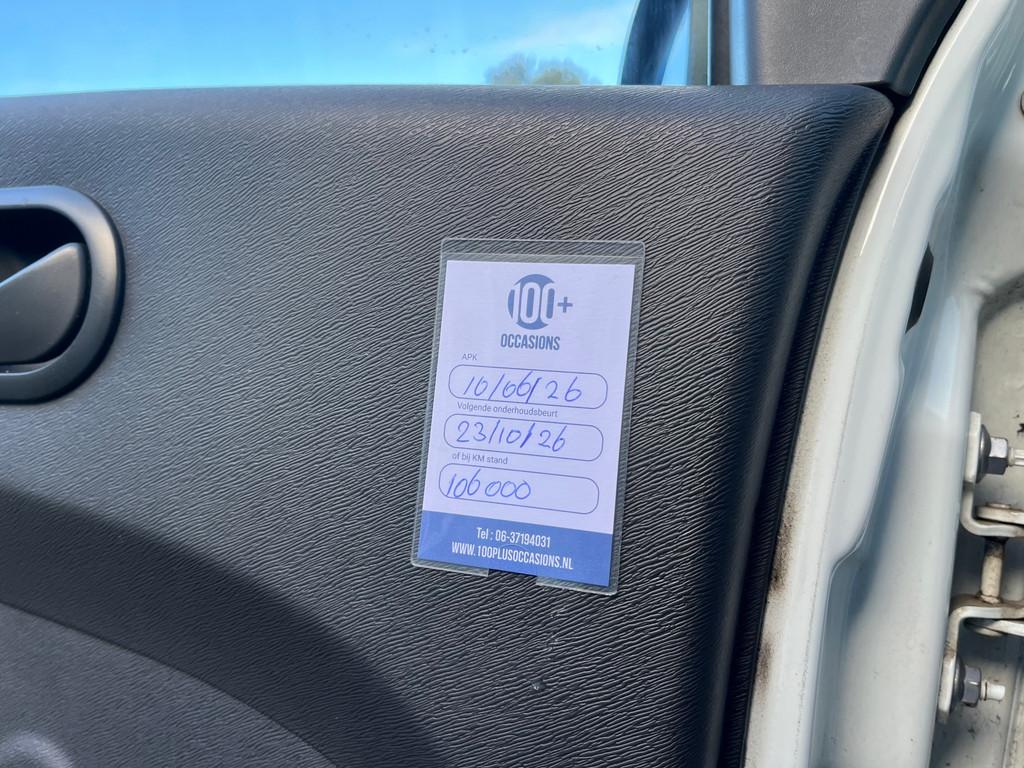 100+
OCCASIONS
APK
10/06/26
Volgende onderhoudsbeurt
23/10/26
of bij KM stand
106000
Tel : 06-37194031
WWW.100PLUSOCCASIONS.NL